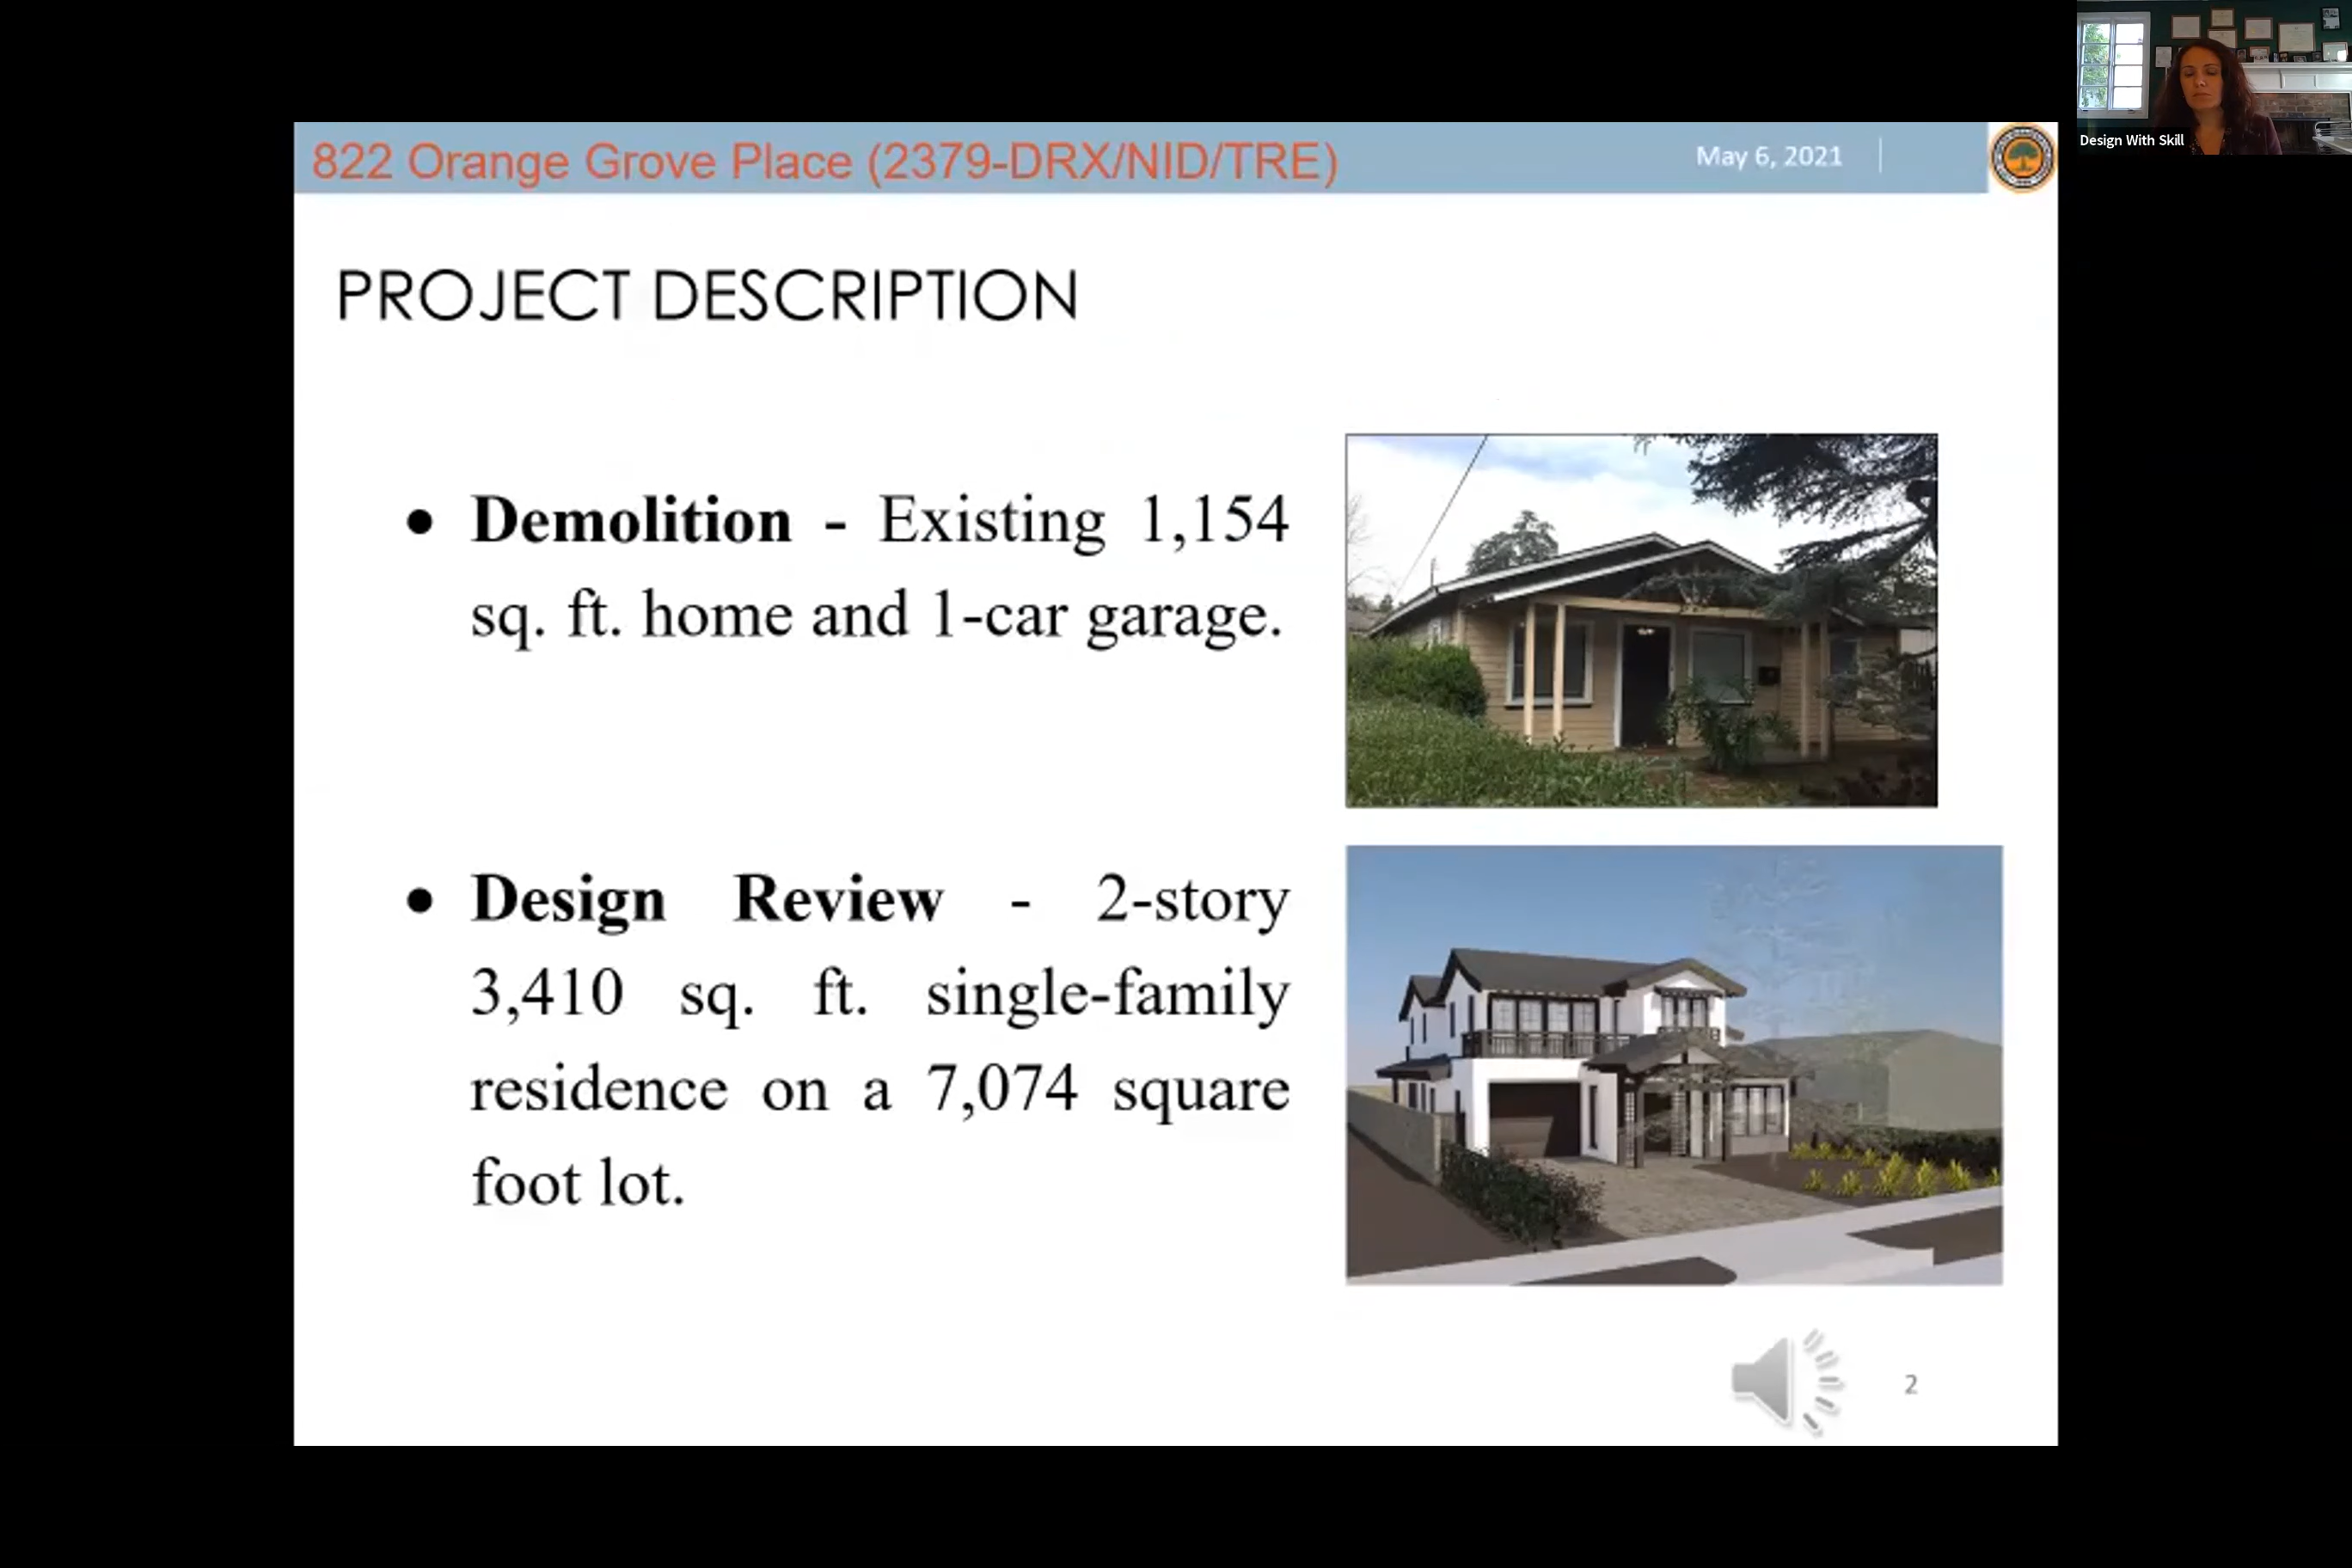 822 Orange Grove Place (2379-DRX/NID/TRE)
May 6, 2021
Design With Skill
PROJECT DESCRIPTION
● Demolition - Existing 1,154
sq. ft. home and 1-car garage.
● Design Review - 2-story
3,410 sq. ft. single-family
residence on a 7,074 square
foot lot.
2